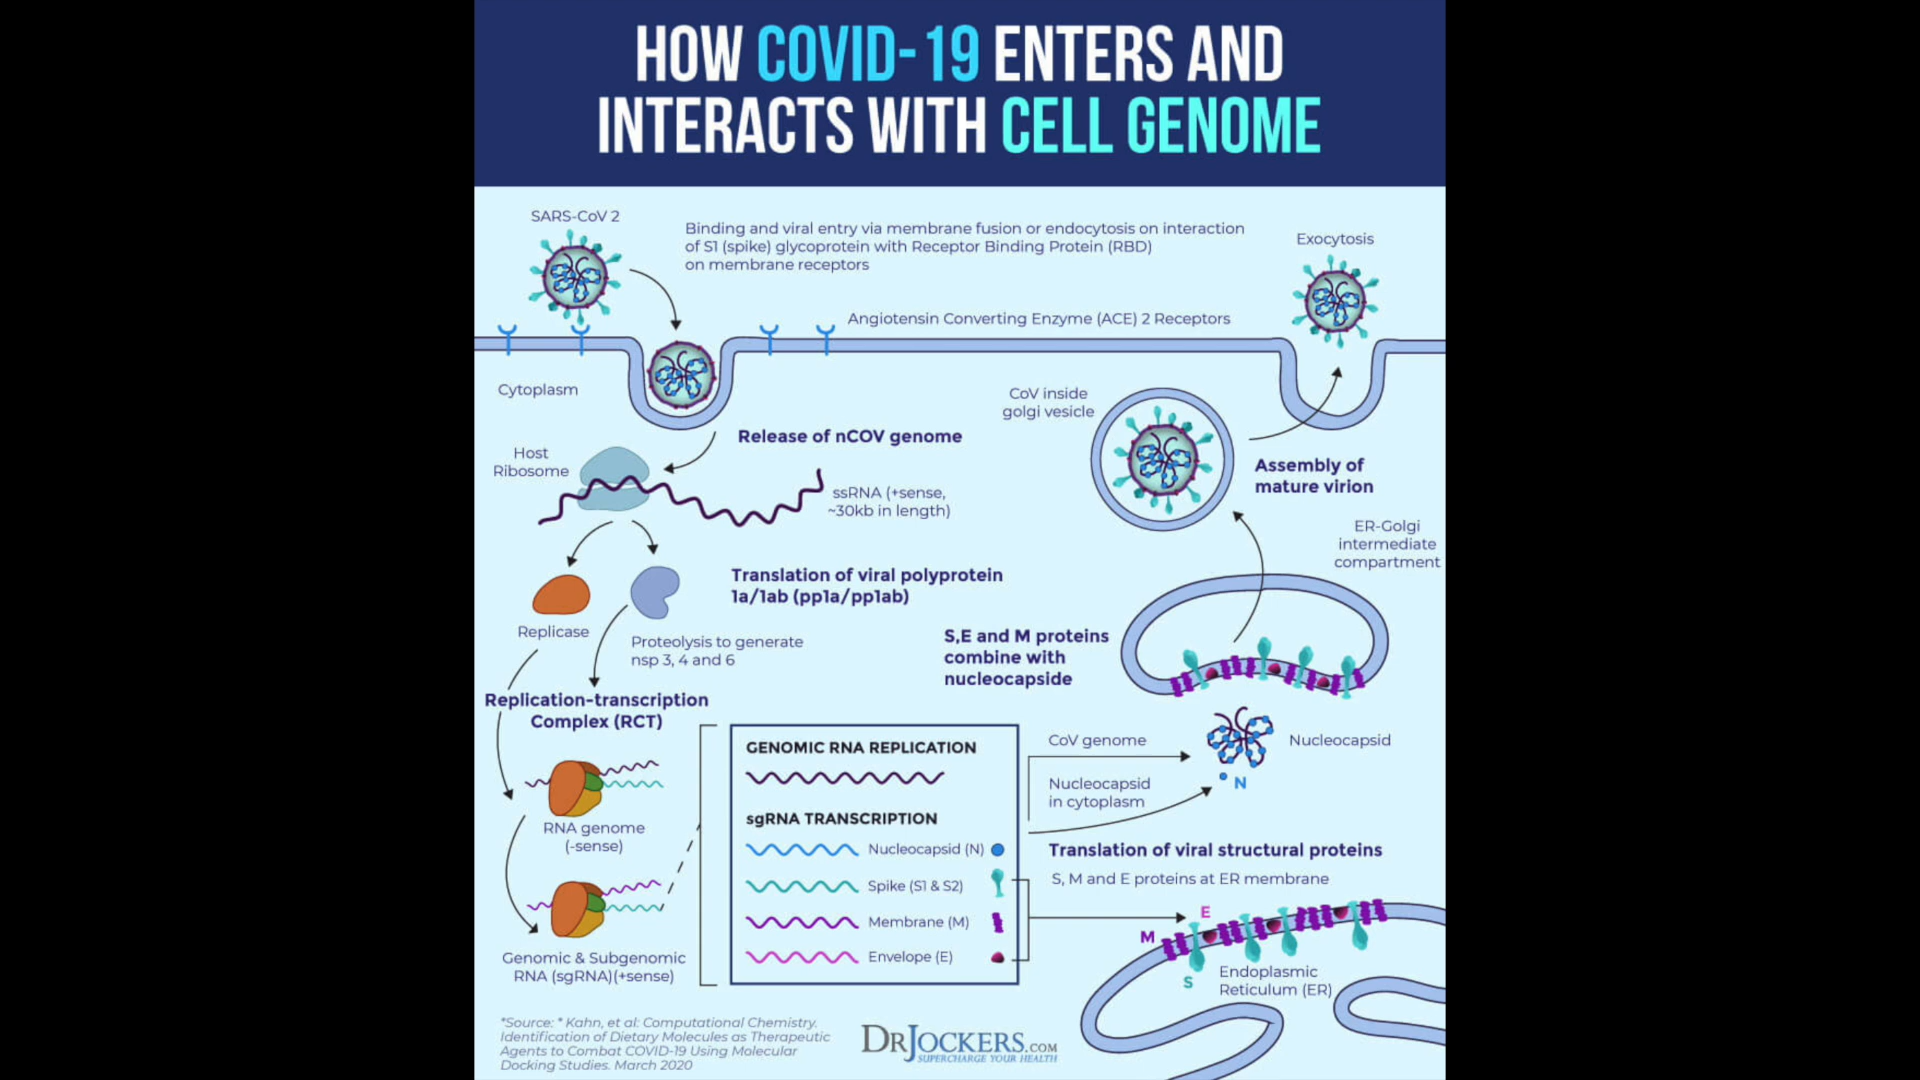 HOW COVID-19 ENTERS AND
INTERACTS WITH CELL GENOME
SARS-CoV 2
Binding and viral entry via membrane fusion or endocytosis on interaction
of S1 (spike) glycoprotein with Receptor Binding Protein (RBD)
on membrane receptors
Exocytosis
Angiotensin Converting Enzyme (ACE) 2 Receptors
Cytoplasm
CoV inside
golgi vesicle
Release of nCOV genome
Host
Ribosome
Assembly of
mature virion
ssRNA (+sense,
~30kb in length)
ER-Golgi
intermediate
compartment
Translation of viral polyprotein
1a/1ab (pp1a/pp1ab)
Replicase
Proteolysis to generate
nsp 3, 4 and 6
S,E and M proteins
combine with
nucleocapside
Replication-transcription
Complex (RCT)
GENOMIC RNA REPLICATION
CoV genome
Nucleocapsid
Nucleocapsid
in cytoplasm
N
sgRNA TRANSCRIPTION
RNA genome
(-sense)
Nucleocapsid (N)
Spike (S1 & S2)
Membrane (M)
Envelope (E)
Translation of viral structural proteins
S, M and E proteins at ER membrane
E
M
S
Endoplasmic
Reticulum (ER)
Genomic & Subgenomic
RNA (sgRNA)(+sense)
*Source: * Kahn, et al: Computational Chemistry.
Identification of Dietary Molecules as Therapeutic
Agents to Combat COVID-19 Using Molecular
Docking Studies. March 2020
DRJOCKERS.COM
SUPERCHARGE YOUR HEALTH